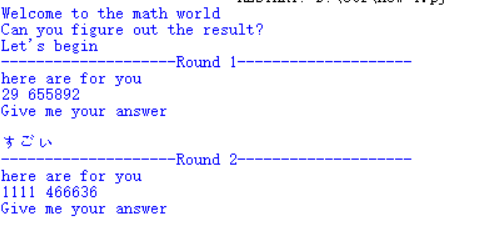 Welcome to the math world
Can you figure out the result?
Let's begin
--------------------Round 1--------------------
here are for you
29 655892
Give me your answer
すごい
--------------------Round 2--------------------
here are for you
1111 466636
Give me your answer